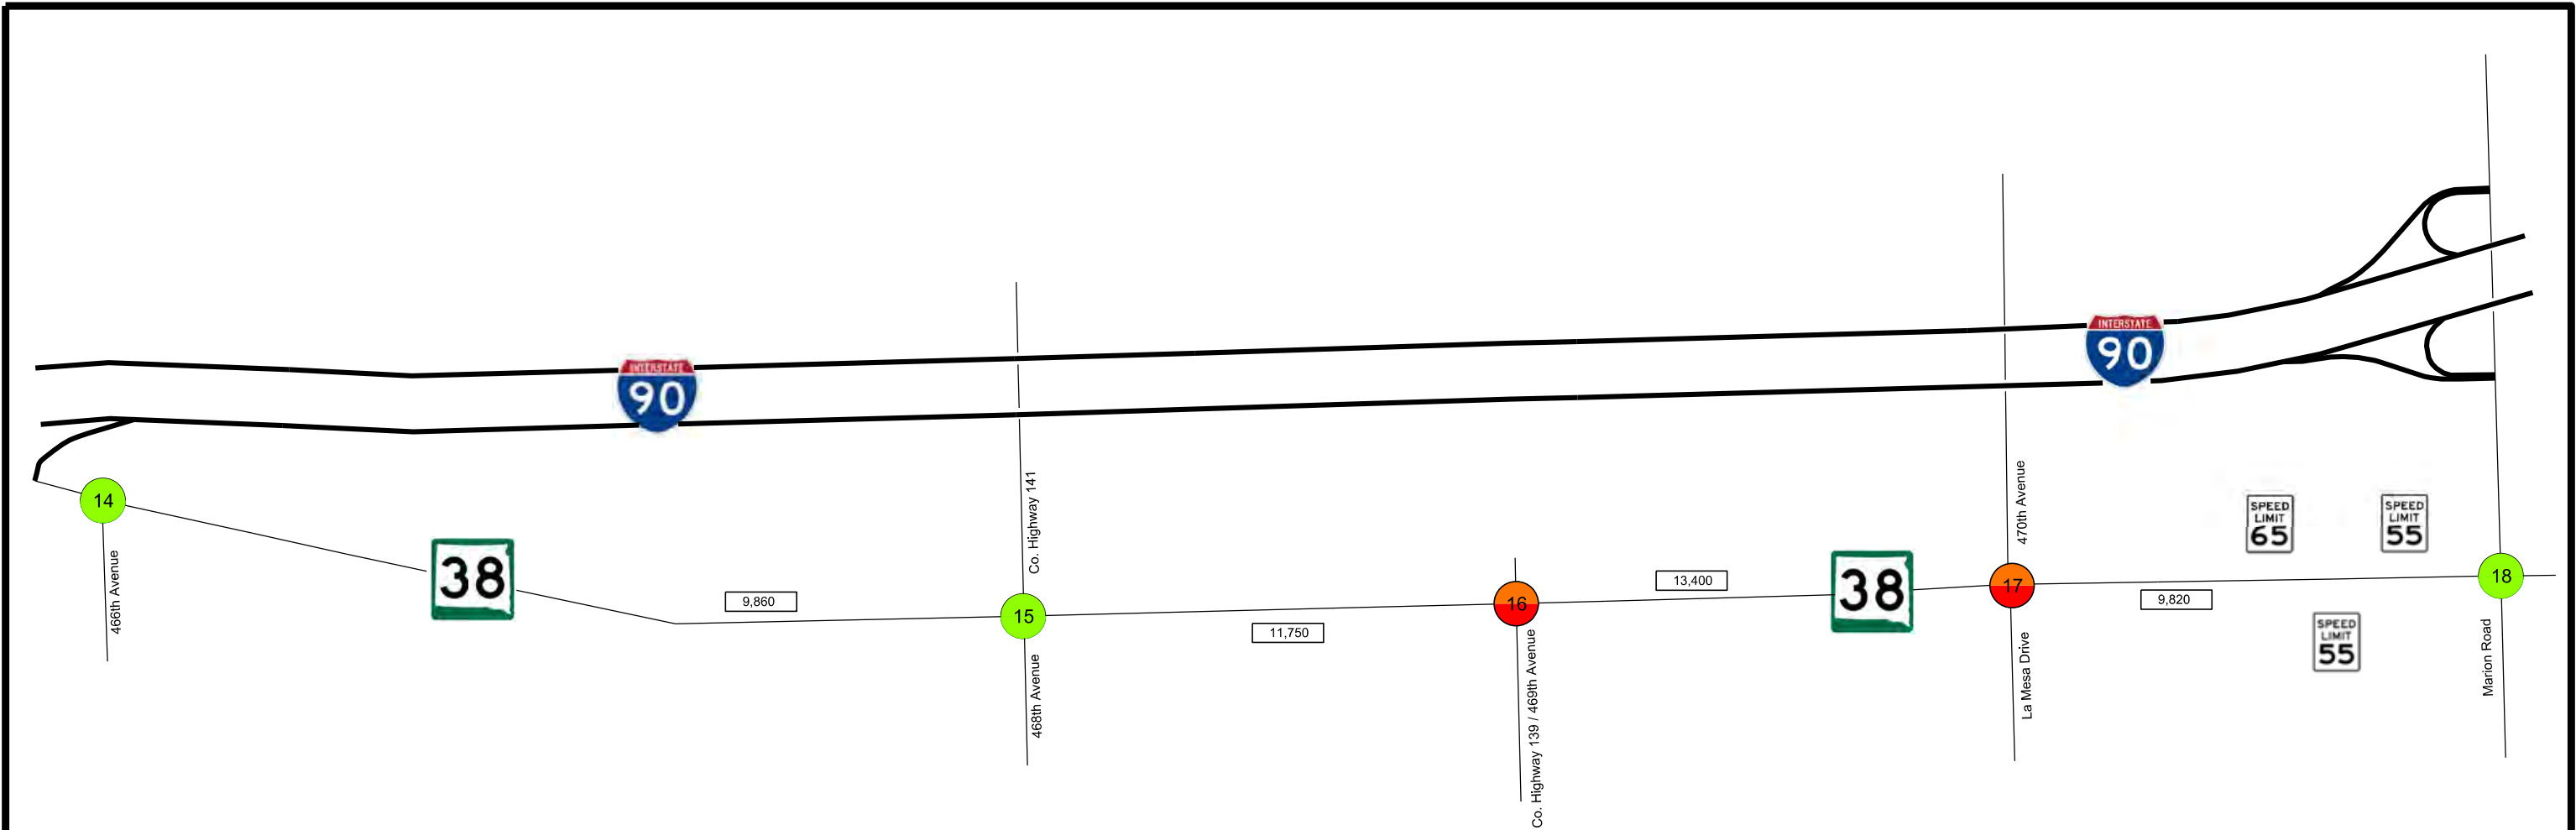 INTERSTATE
90
INTERSTATE
90
14
466th Avenue
38
9,860
Co. Highway 141
15
468th Avenue
11,750
16
Co. Highway 139 / 469th Avenue
13,400
38
470th Avenue
17
La Mesa Drive
9,820
SPEED
LIMIT
65
SPEED
LIMIT
55
SPEED
LIMIT
55
18
Marion Road